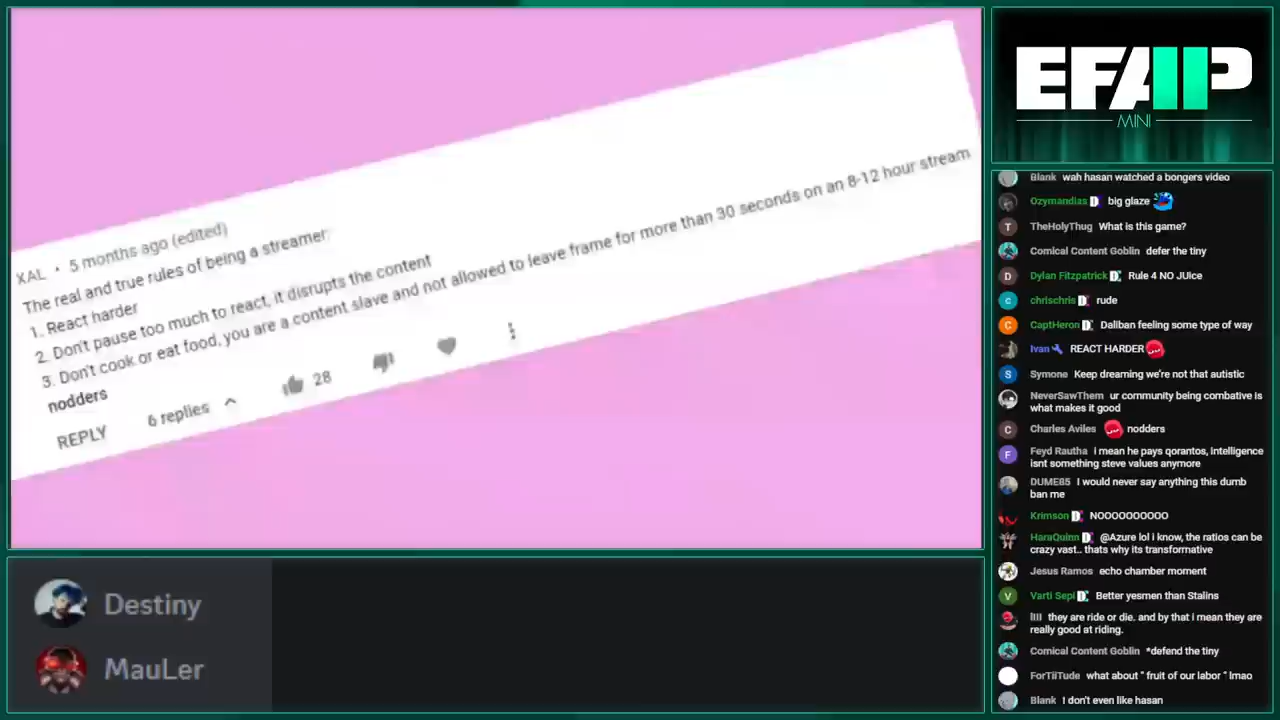 XAL • 5 months ago (edited)
The real and true rules of being a streamer:
1. React harder
2. Don't pause too much to react, it disrupts the content
3. Don't cook or eat food, you are a content slave and not allowed to leave frame for more than 30 seconds on an 8-12 hour stream
nodders
28
REPLY
6 replies
Destiny
MauLer
EFAP
MINI
Blank wah hasan watched a bongers video
Ozymandias big glaze
TheHolyThug What is this game?
Comical Content Goblin defer the tiny
Dylan Fitzpatrick Rule 4 NO JUIce
chrischris rude
CaptHeron Daliban feeling some type of way
Ivan REACT HARDER
Symone Keep dreaming we're not that autistic
NeverSawThem ur community being combative is
what makes it good
Charles Aviles nodders
Feyd Rautha i mean he pays qorantos, intelligence
isnt something steve values anymore
DUME85 I would never say anything this dumb
ban me
Krimson NOOOOOOOOOO
HaraQuinn @Azure lol i know, the ratios can be
crazy vast.. thats why its transformative
Jesus Ramos echo chamber moment
Varti Sepi Better yesmen than Stalins
they are ride or die. and by that i mean they are
really good at riding.
Comical Content Goblin *defend the tiny
ForTiiTude what about " fruit of our labor " lmao
Blank I don't even like hasan